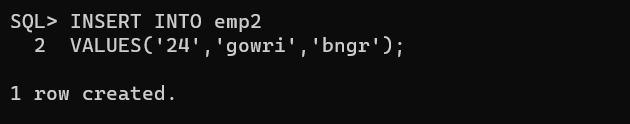 SQL> INSERT INTO emp2
  2  VALUES('24','gowri','bngr');
1 row created.